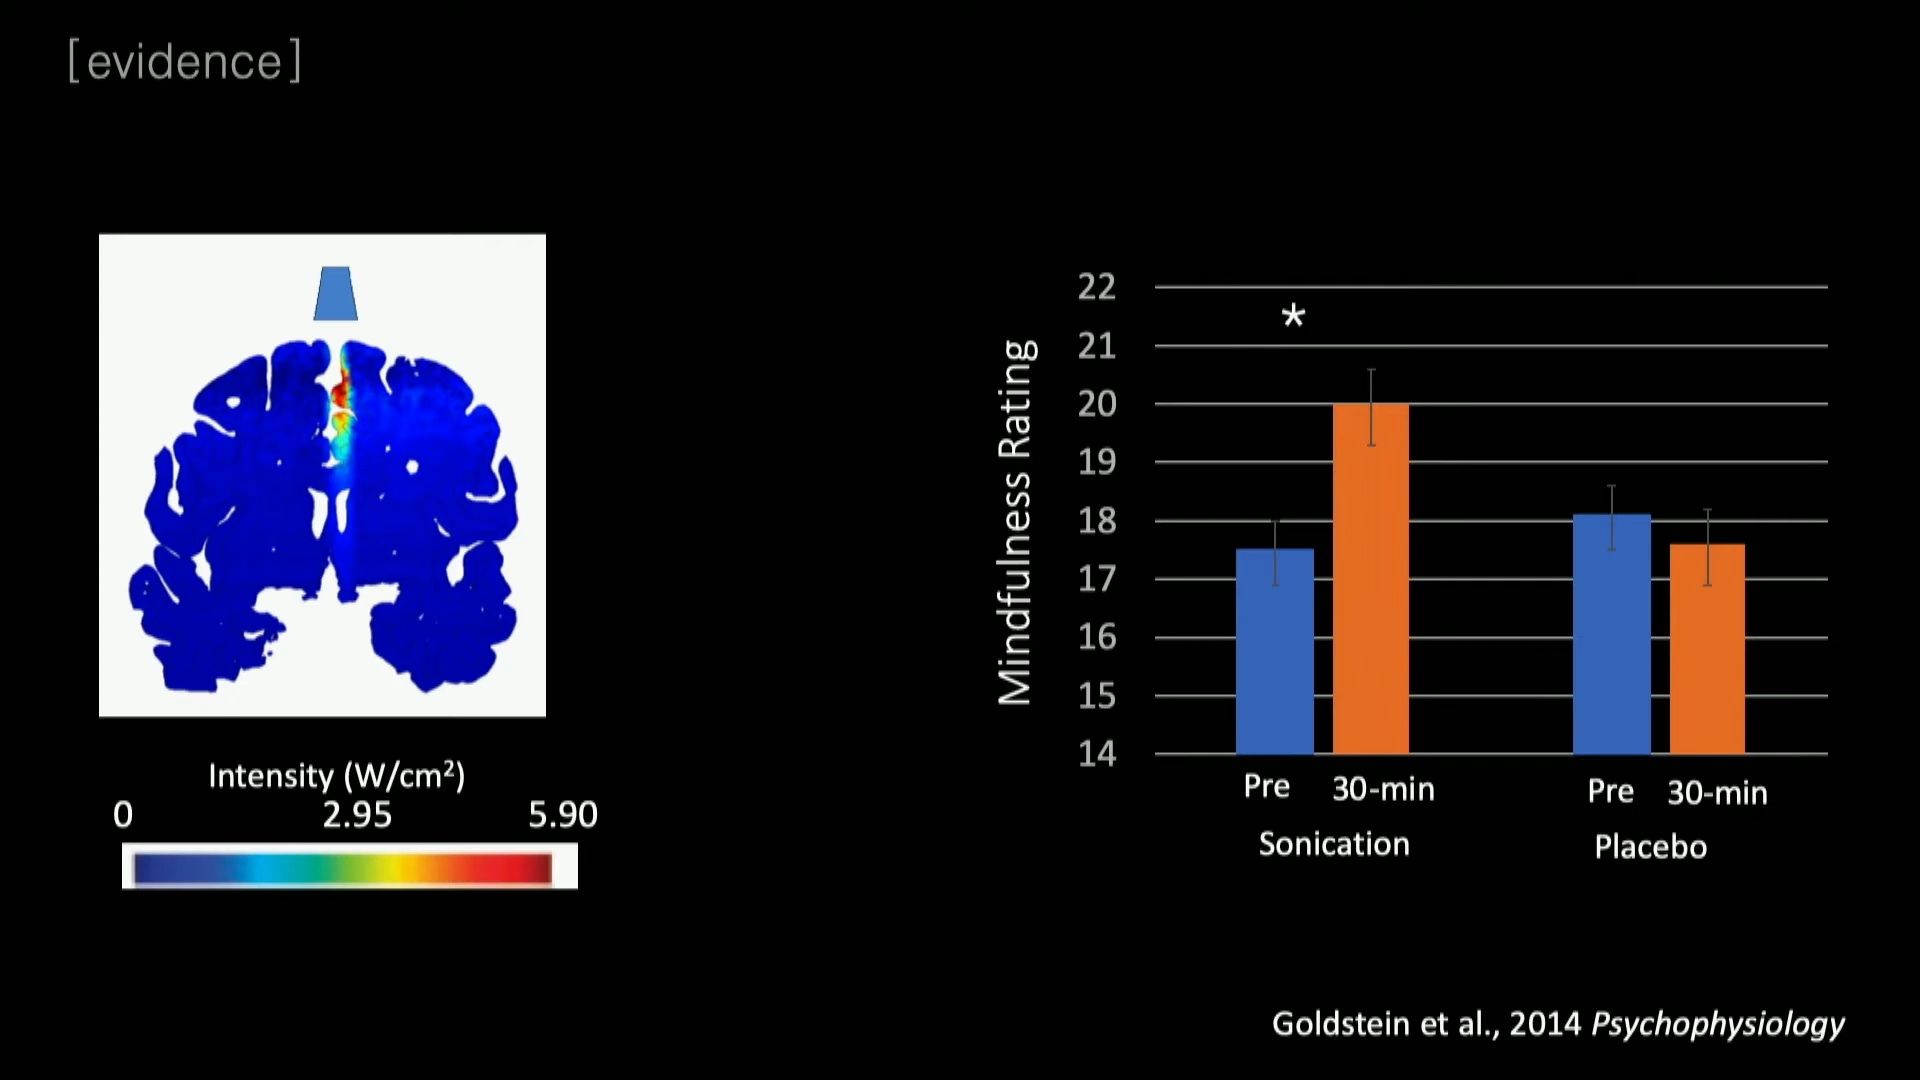 [evidence]
Intensity (W/cm²)
0 2.95 5.90
Mindfulness Rating
22
21
20
19
18
17
16
15
14
*
Pre 30-min Pre 30-min
Sonication Placebo
Goldstein et al., 2014 Psychophysiology